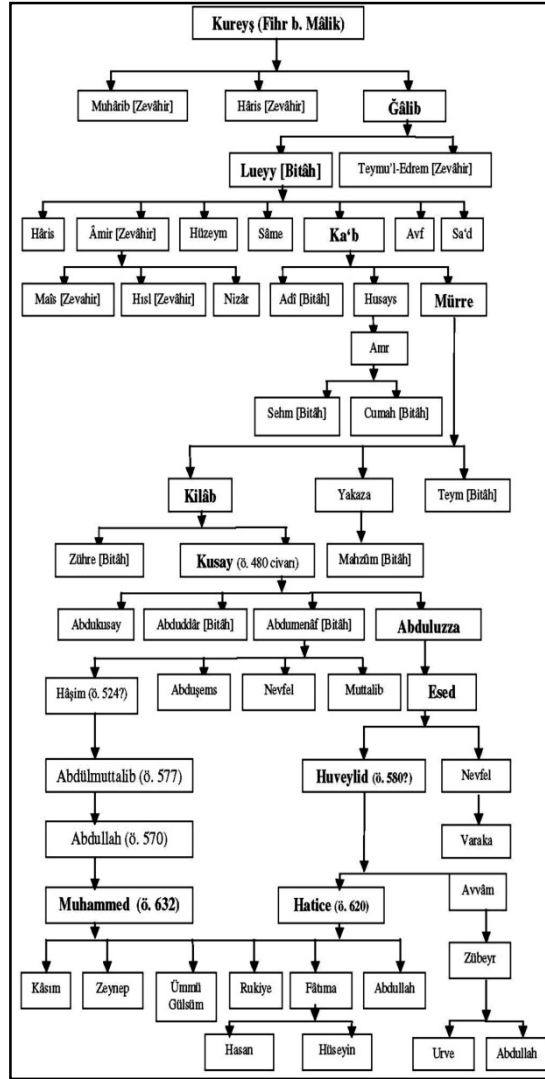 Kureyş (Fihr b. Mâlik)
Muhârib [Zevâhir]
Hâris [Zevâhir]
Ğâlib
Lueyy [Bitâh]
Teymu'l-Edrem [Zevâhir]
Hâris
Âmir [Zevâhir]
Hüzeym
Sâme
Ka‘b
Avf
Sa‘d
Maîs [Zevahir]
Hısl [Zevâhir]
Nizâr
Adî [Bitâh]
Husays
Mürre
Amr
Sehm [Bitâh]
Cumah [Bitâh]
Kilâb
Yakaza
Teym [Bitâh]
Zühre [Bitâh]
Kusay (ö. 480 civarı)
Mahzûm [Bitâh]
Abdukusay
Abduddâr [Bitâh]
Abdumenâf [Bitâh]
Abduluzza
Hâşim (ö. 524?)
Abduşems
Nevfel
Muttalib
Esed
Abdülmuttalib (ö. 577)
Huveylid (ö. 580?)
Nevfel
Abdullah (ö. 570)
Varaka
Muhammed (ö. 632)
Hatice (ö. 620)
Avvâm
Kâsım
Zeynep
Ümmü
Gülsüm
Rukiye
Fâtıma
Abdullah
Zübeyr
Hasan
Hüseyin
Urve
Abdullah